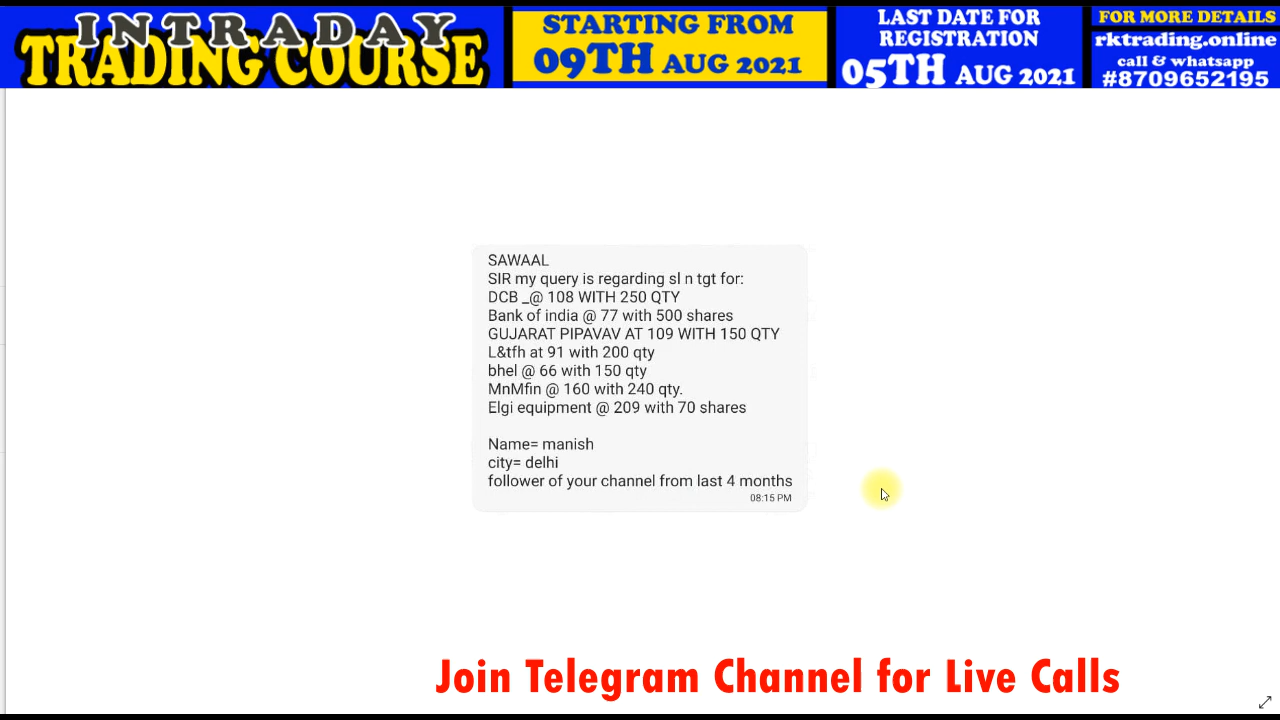 INTRADAY
TRADING COURSE
STARTING FROM
09TH AUG 2021
LAST DATE FOR
REGISTRATION
05TH AUG 2021
FOR MORE DETAILS
rktrading.online
call & whatsapp
#8709652195
SAWAAL
SIR my query is regarding sl n tgt for:
DCB _@ 108 WITH 250 QTY
Bank of india @ 77 with 500 shares
GUJARAT PIPAVAV AT 109 WITH 150 QTY
L&tfh at 91 with 200 qty
bhel @ 66 with 150 qty
MnMfin @ 160 with 240 qty.
Elgi equipment @ 209 with 70 shares
Name= manish
city= delhi
follower of your channel from last 4 months
08:15 PM
Join Telegram Channel for Live Calls